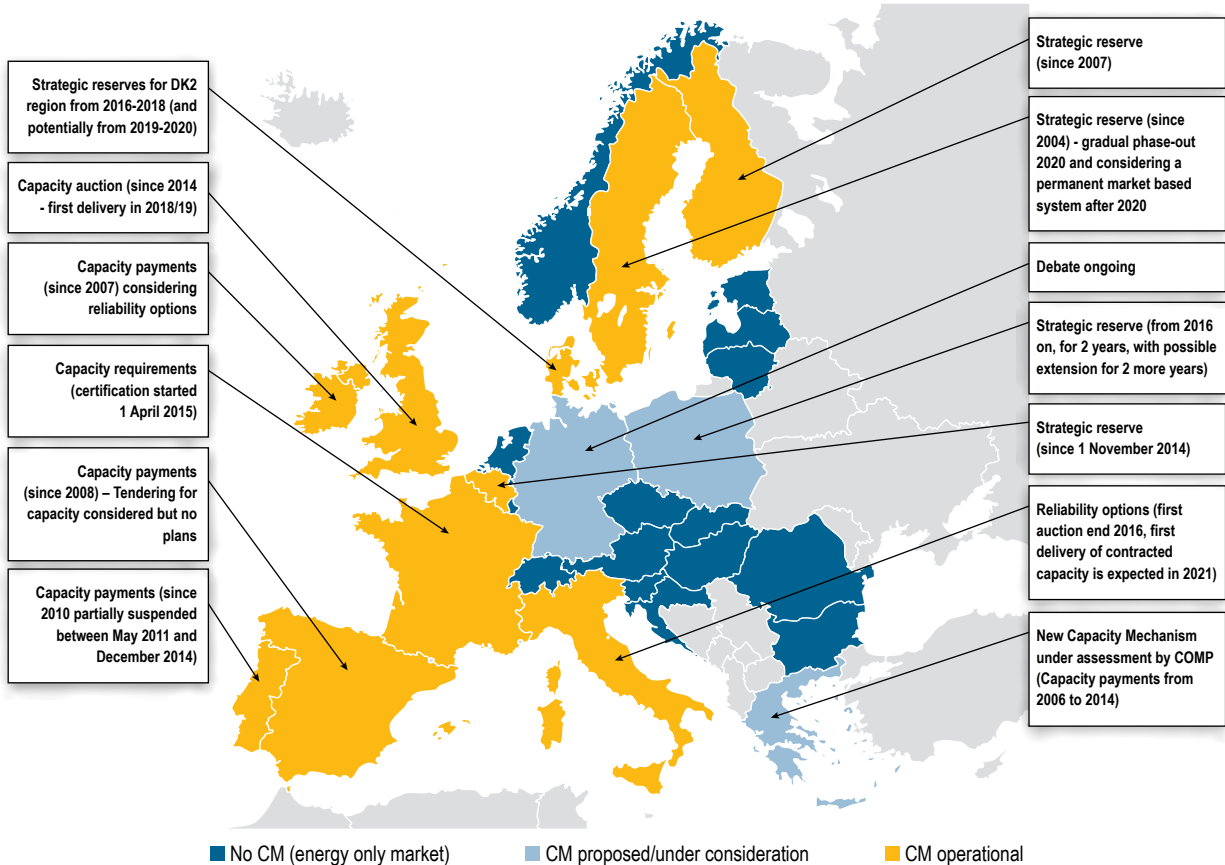 Strategic reserves for DK2
region from 2016-2018 (and
potentially from 2019-2020)
Capacity auction (since 2014
- first delivery in 2018/19)
Capacity payments
(since 2007) considering
reliability options
Capacity requirements
(certification started
1 April 2015)
Capacity payments
(since 2008) – Tendering for
capacity considered but no
plans
Capacity payments (since
2010 partially suspended
between May 2011 and
December 2014)
Strategic reserve
(since 2007)
Strategic reserve (since
2004) - gradual phase-out
2020 and considering a
permanent market based
system after 2020
Debate ongoing
Strategic reserve (from 2016
on, for 2 years, with possible
extension for 2 more years)
Strategic reserve
(since 1 November 2014)
Reliability options (first
auction end 2016, first
delivery of contracted
capacity is expected in 2021)
New Capacity Mechanism
under assessment by COMP
(Capacity payments from
2006 to 2014)
No CM (energy only market)
CM proposed/under consideration
CM operational